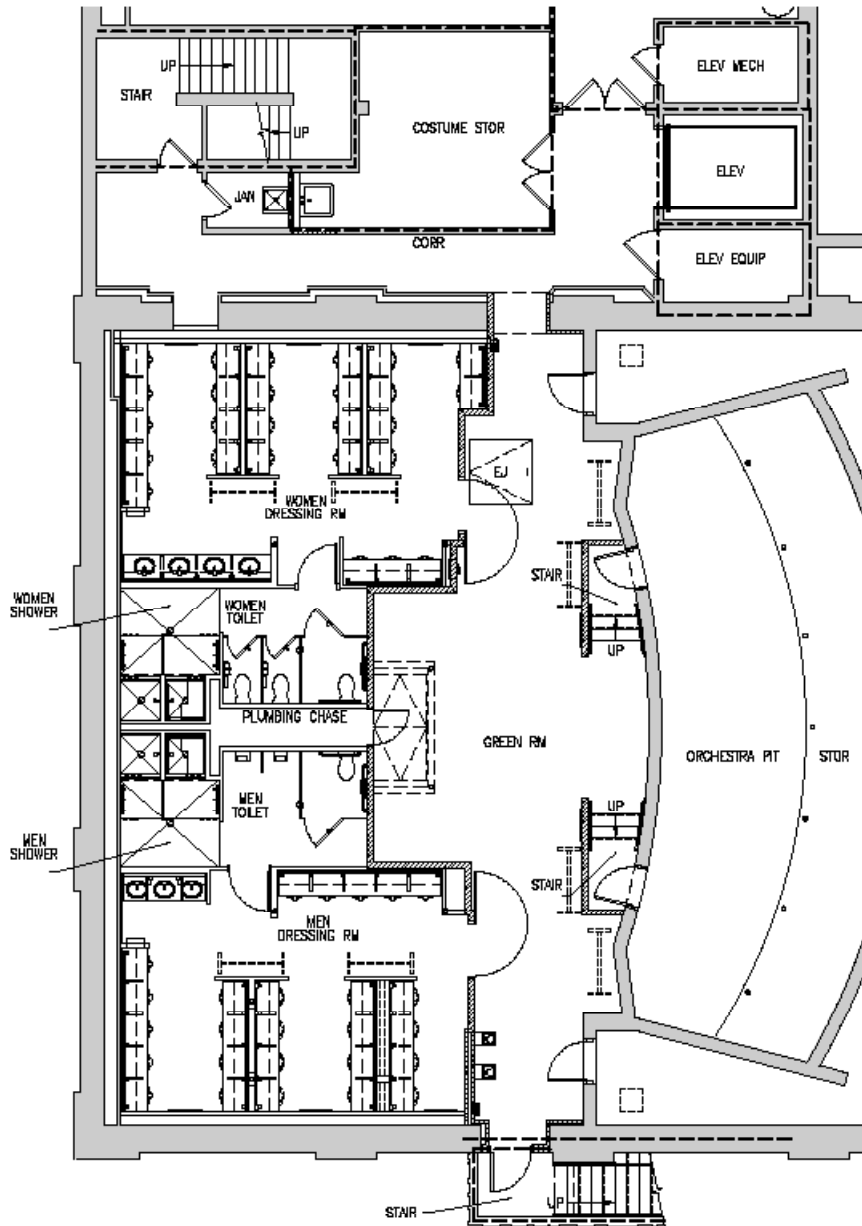 UP
STAIR
UP
ELEV MECH
COSTUME STOR
ELEV
JAN
CORR
ELEV EQUIP
EJ
WOMEN
DRESSING RM
STAIR
WOMEN
SHOWER
WOMEN
TOILET
UP
PLUMBING CHASE
GREEN RM
ORCHESTRA PIT
STOR
MEN
TOILET
UP
MEN
SHOWER
STAIR
MEN
DRESSING RM
UP
STAIR